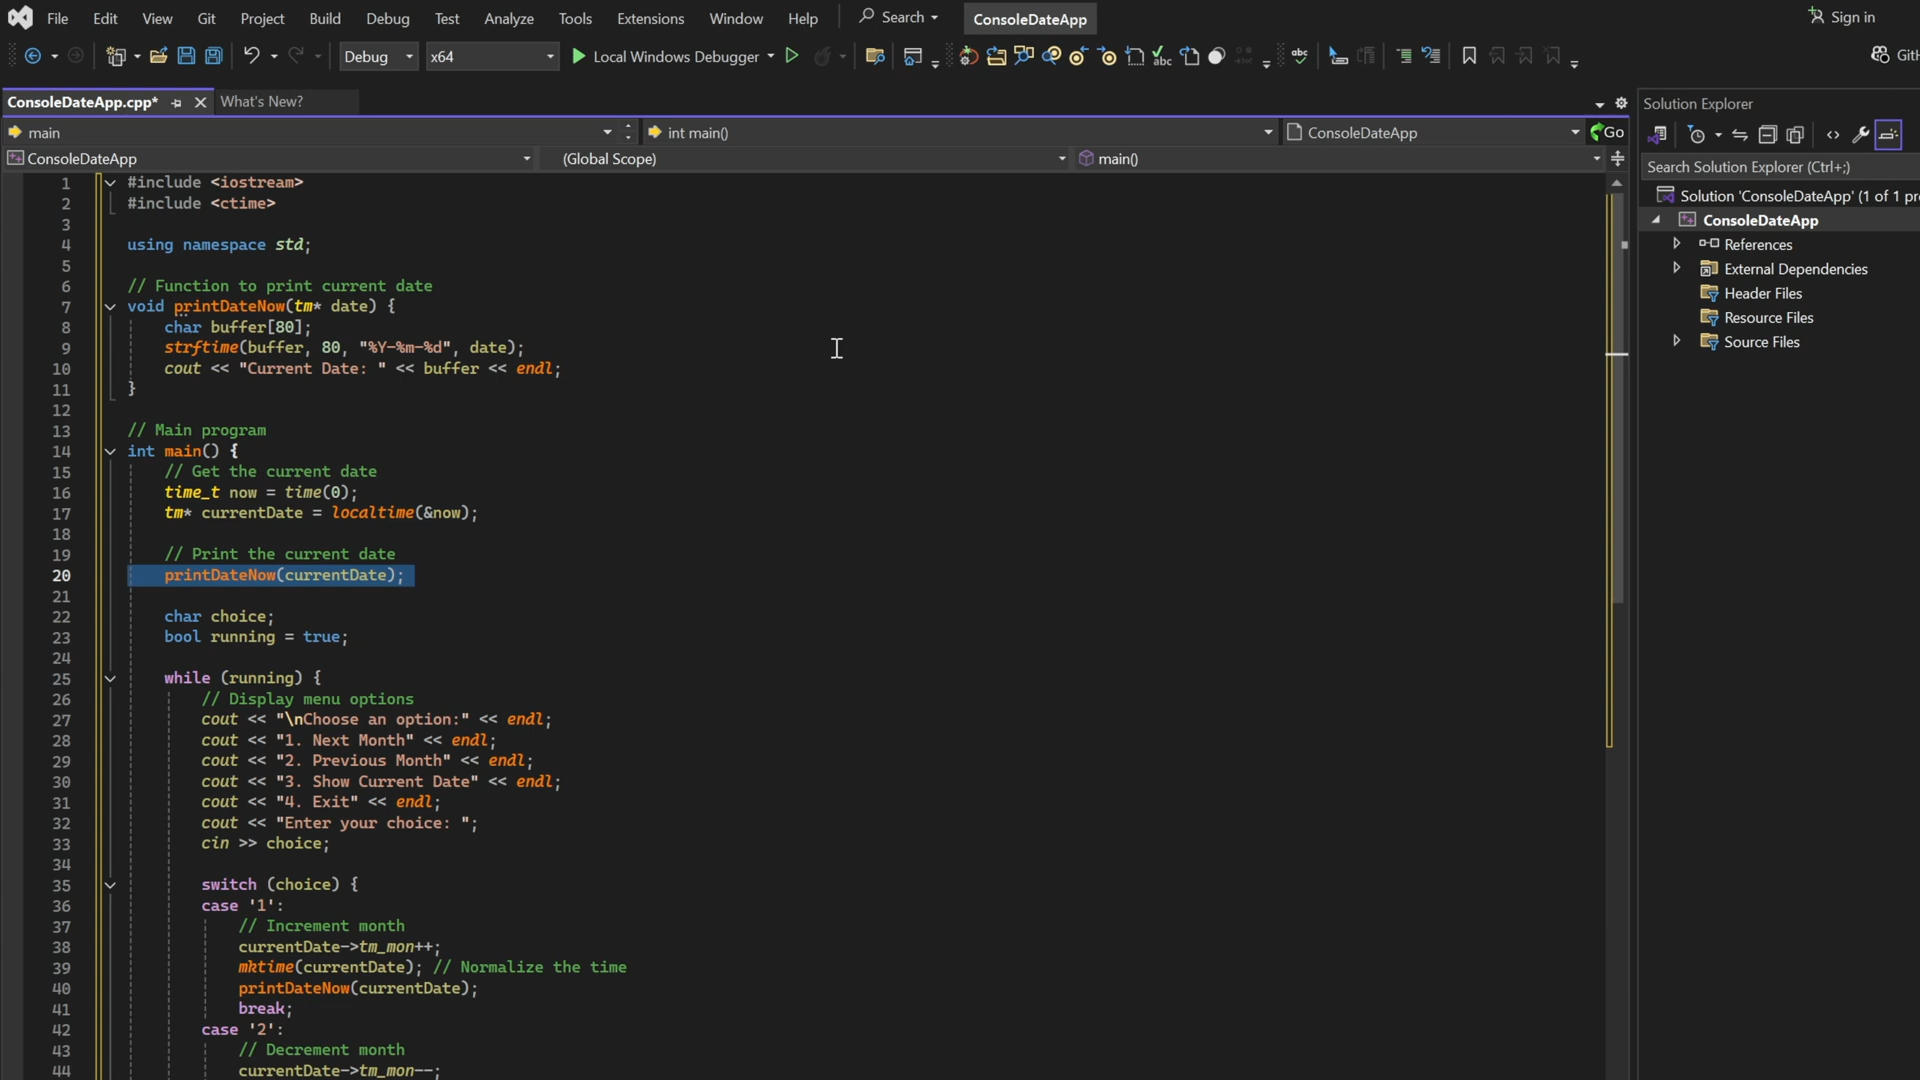 File Edit View Git Project Build Debug Test Analyze Tools Extensions Window Help Search ConsoleDateApp Sign in
Debug x64 Local Windows Debugger abc abc
ConsoleDateApp.cpp* What's New?
Solution Explorer
main int main() ConsoleDateApp Go
ConsoleDateApp (Global Scope) main()
Search Solution Explorer (Ctrl+;)
Solution 'ConsoleDateApp' (1 of 1
ConsoleDateApp
References
External Dependencies
Header Files
Resource Files
Source Files
1 #include <iostream>
2 #include <ctime>
3
4 using namespace std;
5
6 // Function to print current date
7 void printDateNow(tm* date) {
8 char buffer[80];
9 strftime(buffer, 80, "%Y-%m-%d", date);
10 cout << "Current Date: " << buffer << endl;
11 }
12
13 // Main program
14 int main() {
15 // Get the current date
16 time_t now = time(0);
17 tm* currentDate = localtime(&now);
18
19 // Print the current date
20 printDateNow(currentDate);
21
22 char choice;
23 bool running = true;
24
25 while (running) {
26 // Display menu options
27 cout << "\nChoose an option:" << endl;
28 cout << "1. Next Month" << endl;
29 cout << "2. Previous Month" << endl;
30 cout << "3. Show Current Date" << endl;
31 cout << "4. Exit" << endl;
32 cout << "Enter your choice: ";
33 cin >> choice;
34
35 switch (choice) {
36 case '1':
37 // Increment month
38 currentDate->tm_mon++;
39 mktime(currentDate); // Normalize the time
40 printDateNow(currentDate);
41 break;
42 case '2':
43 // Decrement month
44 currentDate->tm_mon--;